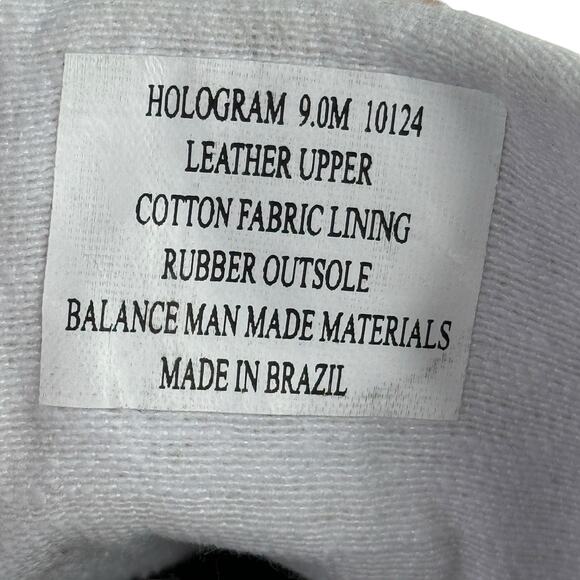 HOLOGRAM 9.0M 10124
LEATHER UPPER
COTTON FABRIC LINING
RUBBER OUTSOLE
BALANCE MAN MADE MATERIALS
MADE IN BRAZIL